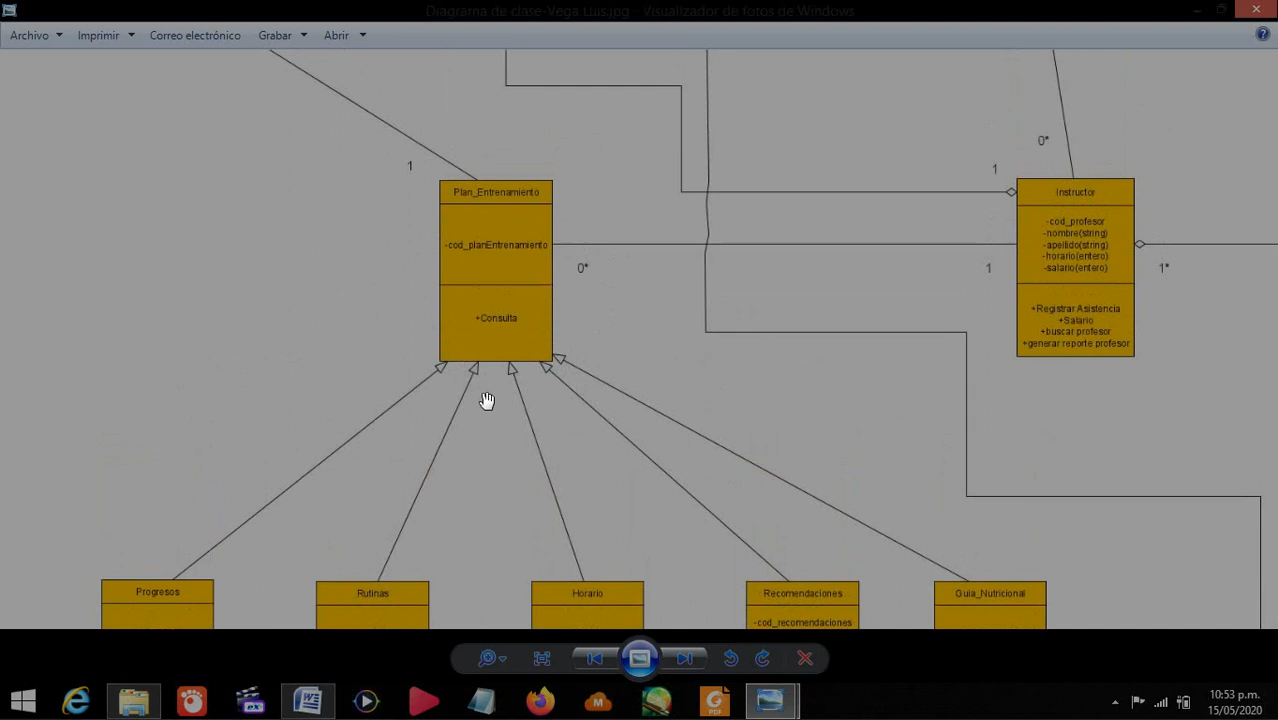 Diagrama de clase-Vega Luis.jpg - Visualizador de fotos de Windows
Archivo Imprimir Correo electrónico Grabar Abrir
1
Plan_Entrenamiento
-cod_planEntrenamiento
+Consulta
0*
0*
1
1
1*
Instructor
-cod_profesor
-nombre(string)
-apellido(string)
-horario(entero)
-salario(entero)
+Registrar Asistencia
+Salario
+buscar profesor
+generar reporte profesor
Progresos
Rutinas
Horario
Recomendaciones
-cod_recomendaciones
Guia_Nutricional
PDF
10:53 p.m.
15/05/2020